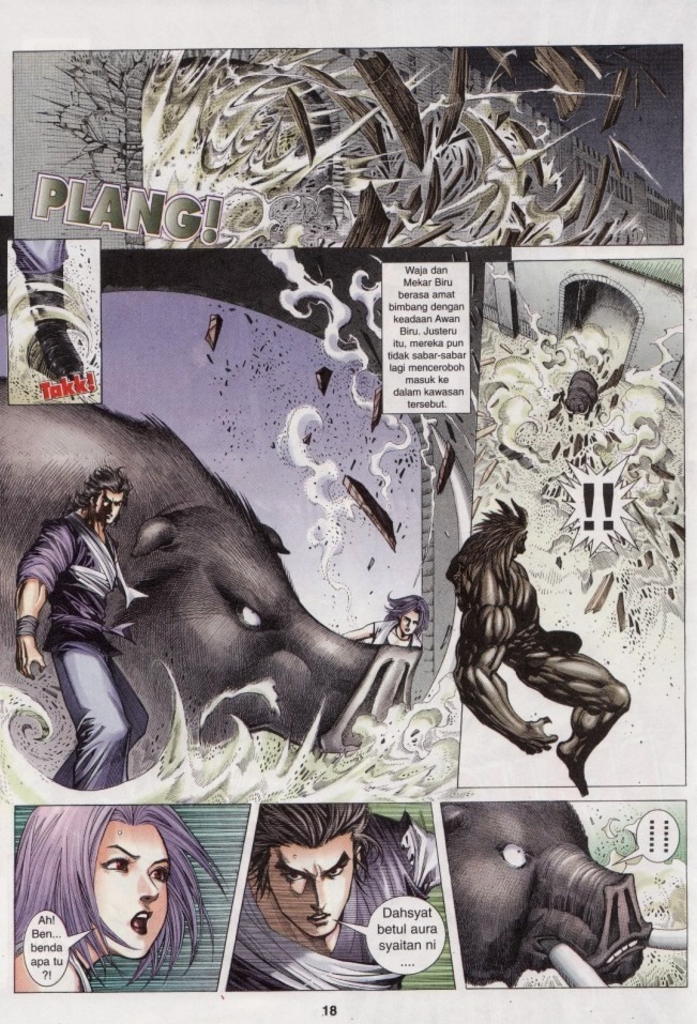 PLANG!
Takk!
Waja dan
Mekar Biru
berasa amat
bimbang dengan
keadaan Awan
Biru. Justeru
itu, mereka pun
tidak sabar-sabar
lagi menceroboh
masuk ke
dalam kawasan
tersebut.
!!
Ah!
Ben...
benda
apa tu
?!
Dahsyat
betul aura
syaitan ni
....
18